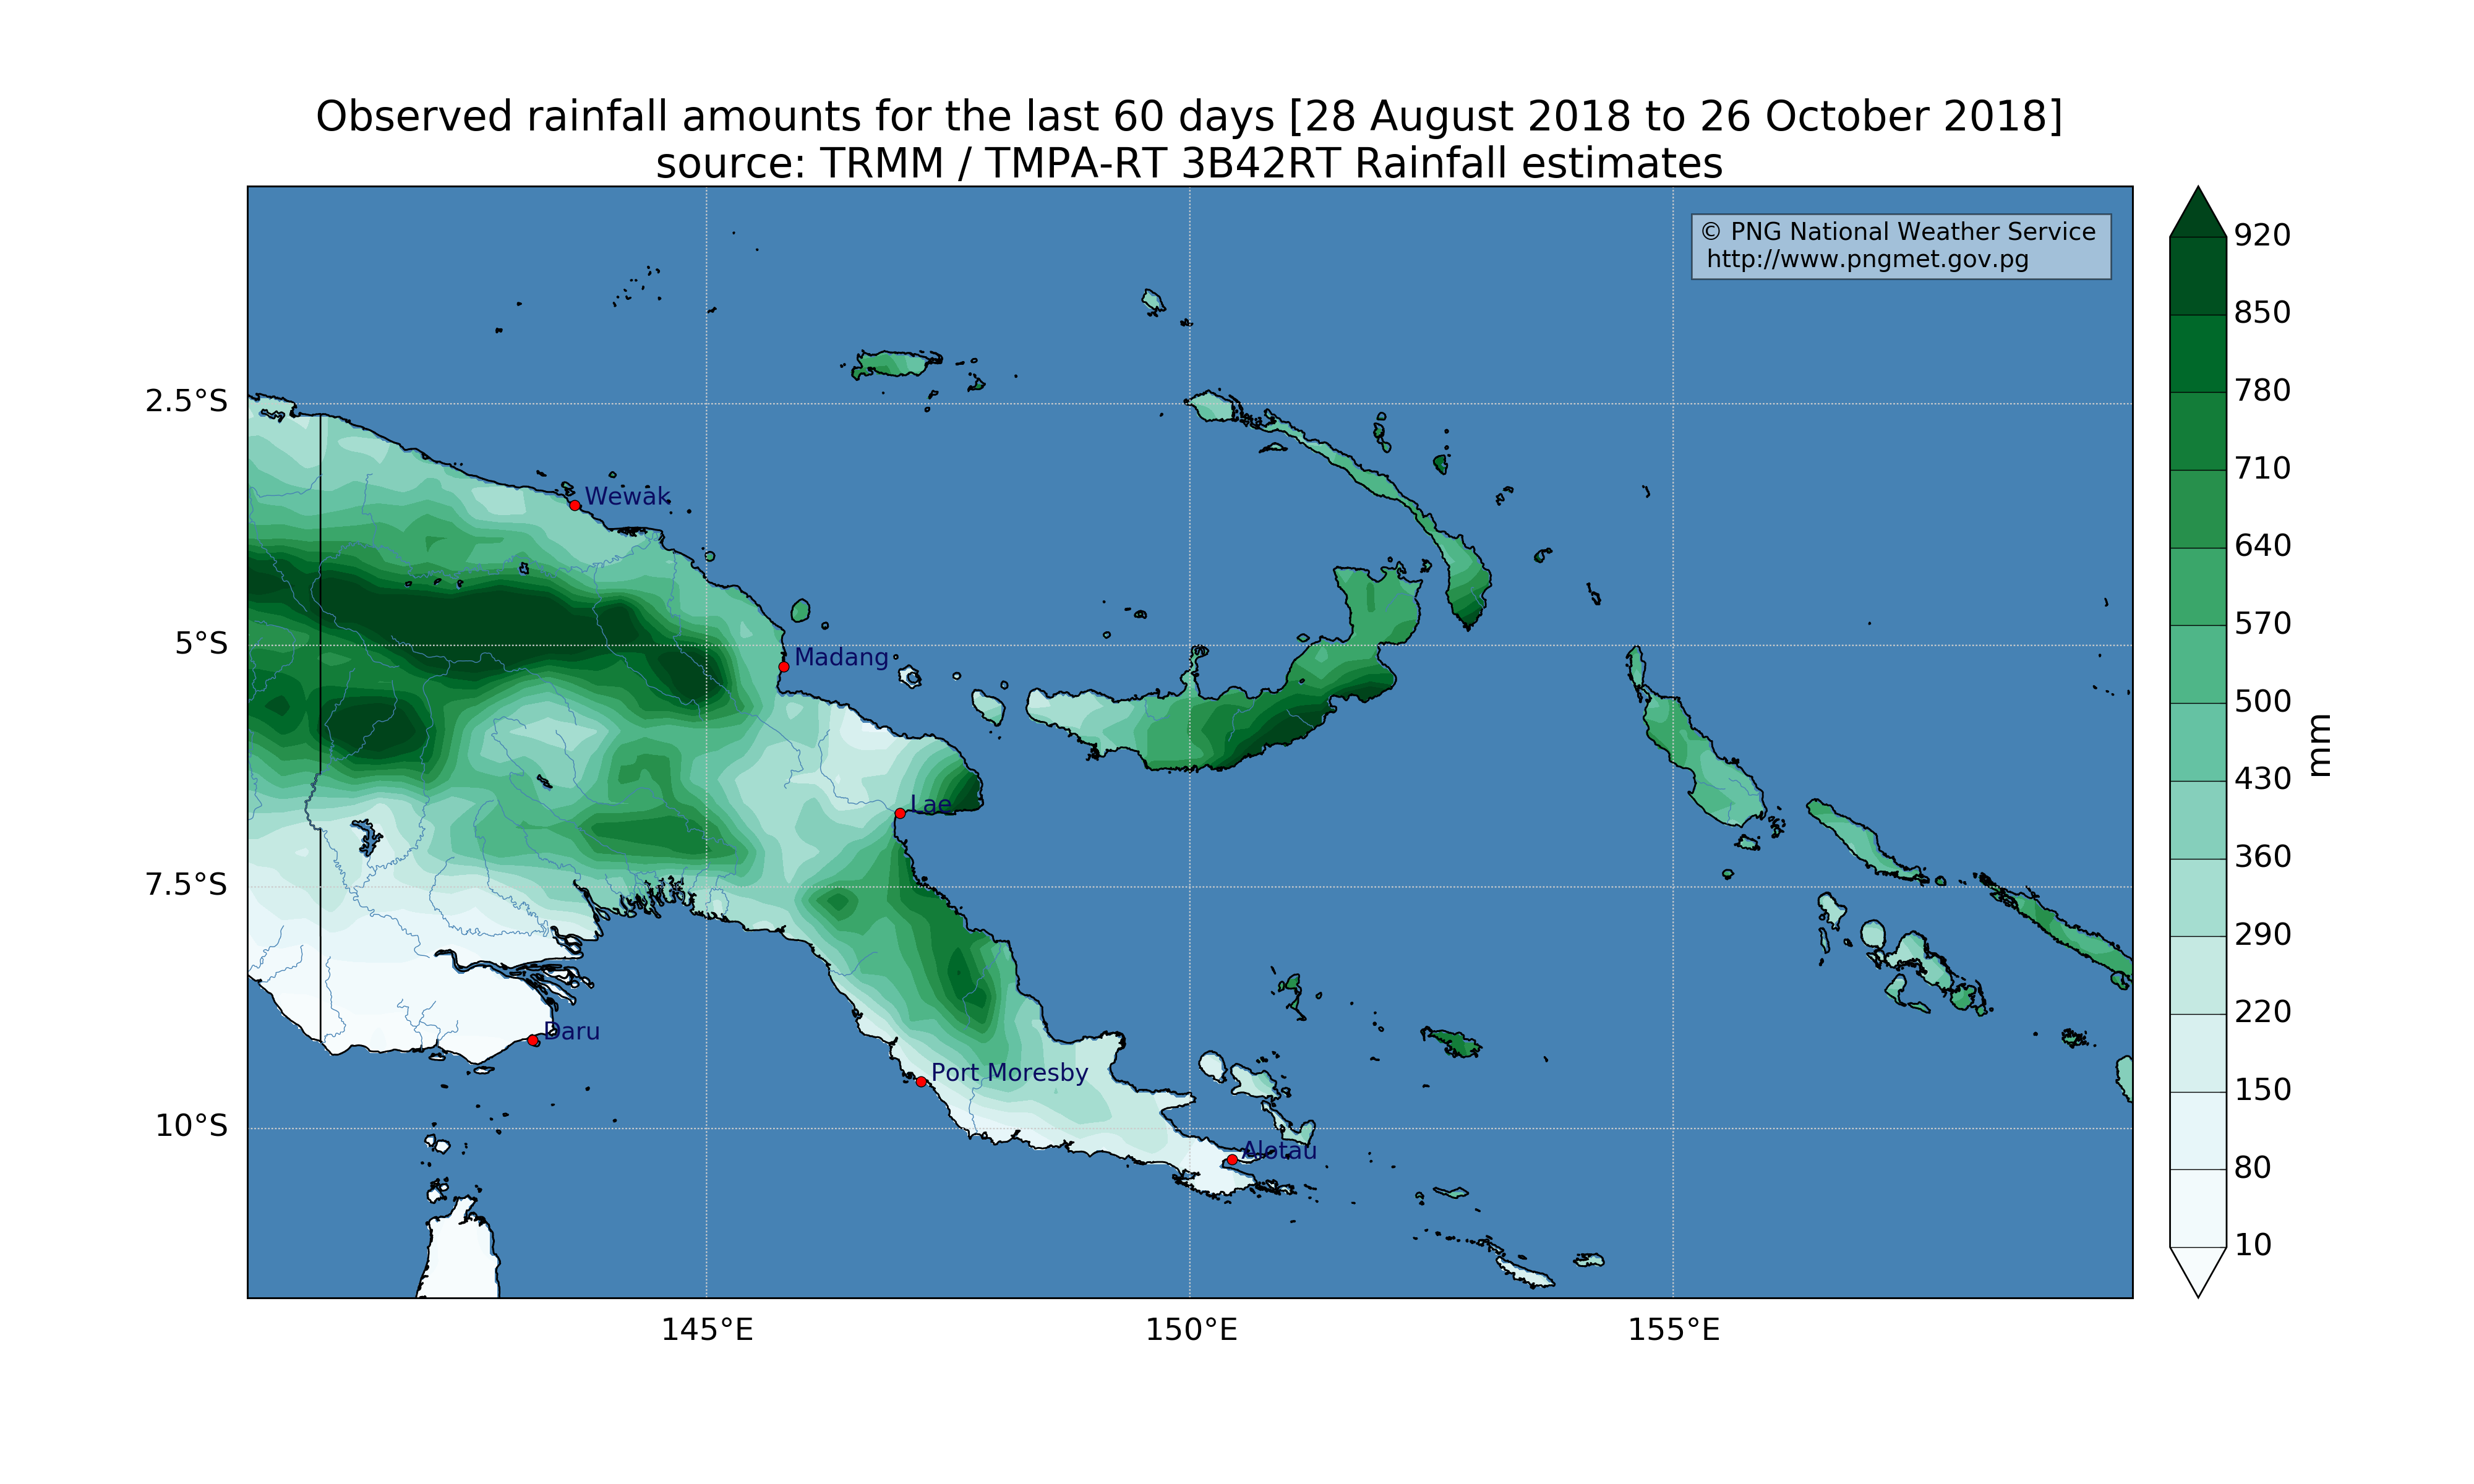 Observed rainfall amounts for the last 60 days [28 August 2018 to 26 October 2018]
source: TRMM / TMPA-RT 3B42RT Rainfall estimates
© PNG National Weather Service
http://www.pngmet.gov.pg
2.5°S
5°S
7.5°S
10°S
145°E
150°E
155°E
Wewak
Madang
Lae
Daru
Port Moresby
Alotau
920
850
780
710
640
570
500
430
360
290
220
150
80
10
mm